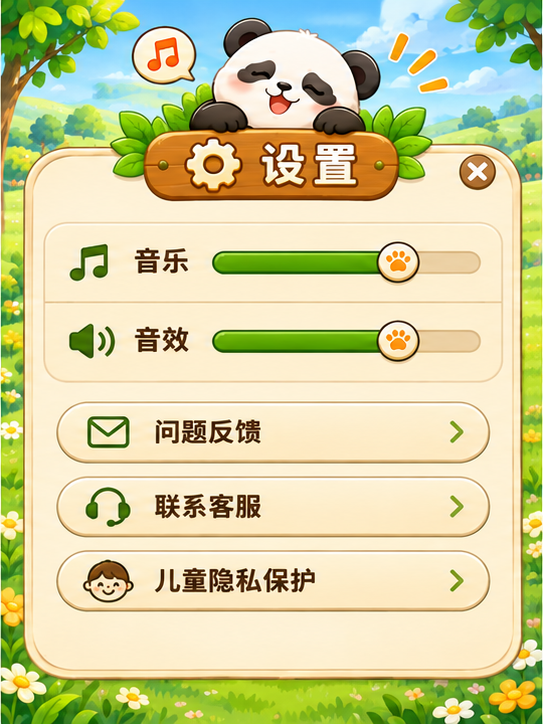 设置
音乐
音效
问题反馈
联系客服
儿童隐私保护